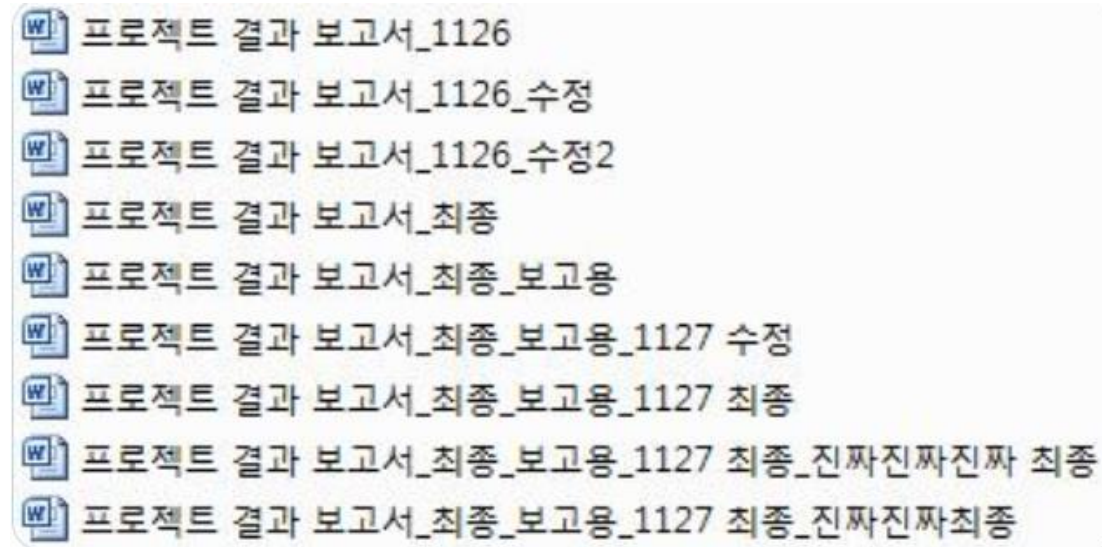 프로젝트 결과 보고서_1126
프로젝트 결과 보고서_1126_수정
프로젝트 결과 보고서_1126_수정2
프로젝트 결과 보고서_최종
프로젝트 결과 보고서_최종_보고용
프로젝트 결과 보고서_최종_보고용_1127 수정
프로젝트 결과 보고서_최종_보고용_1127 최종
프로젝트 결과 보고서_최종_보고용_1127 최종_진짜진짜진짜 최종
프로젝트 결과 보고서_최종_보고용_1127 최종_진짜진짜최종